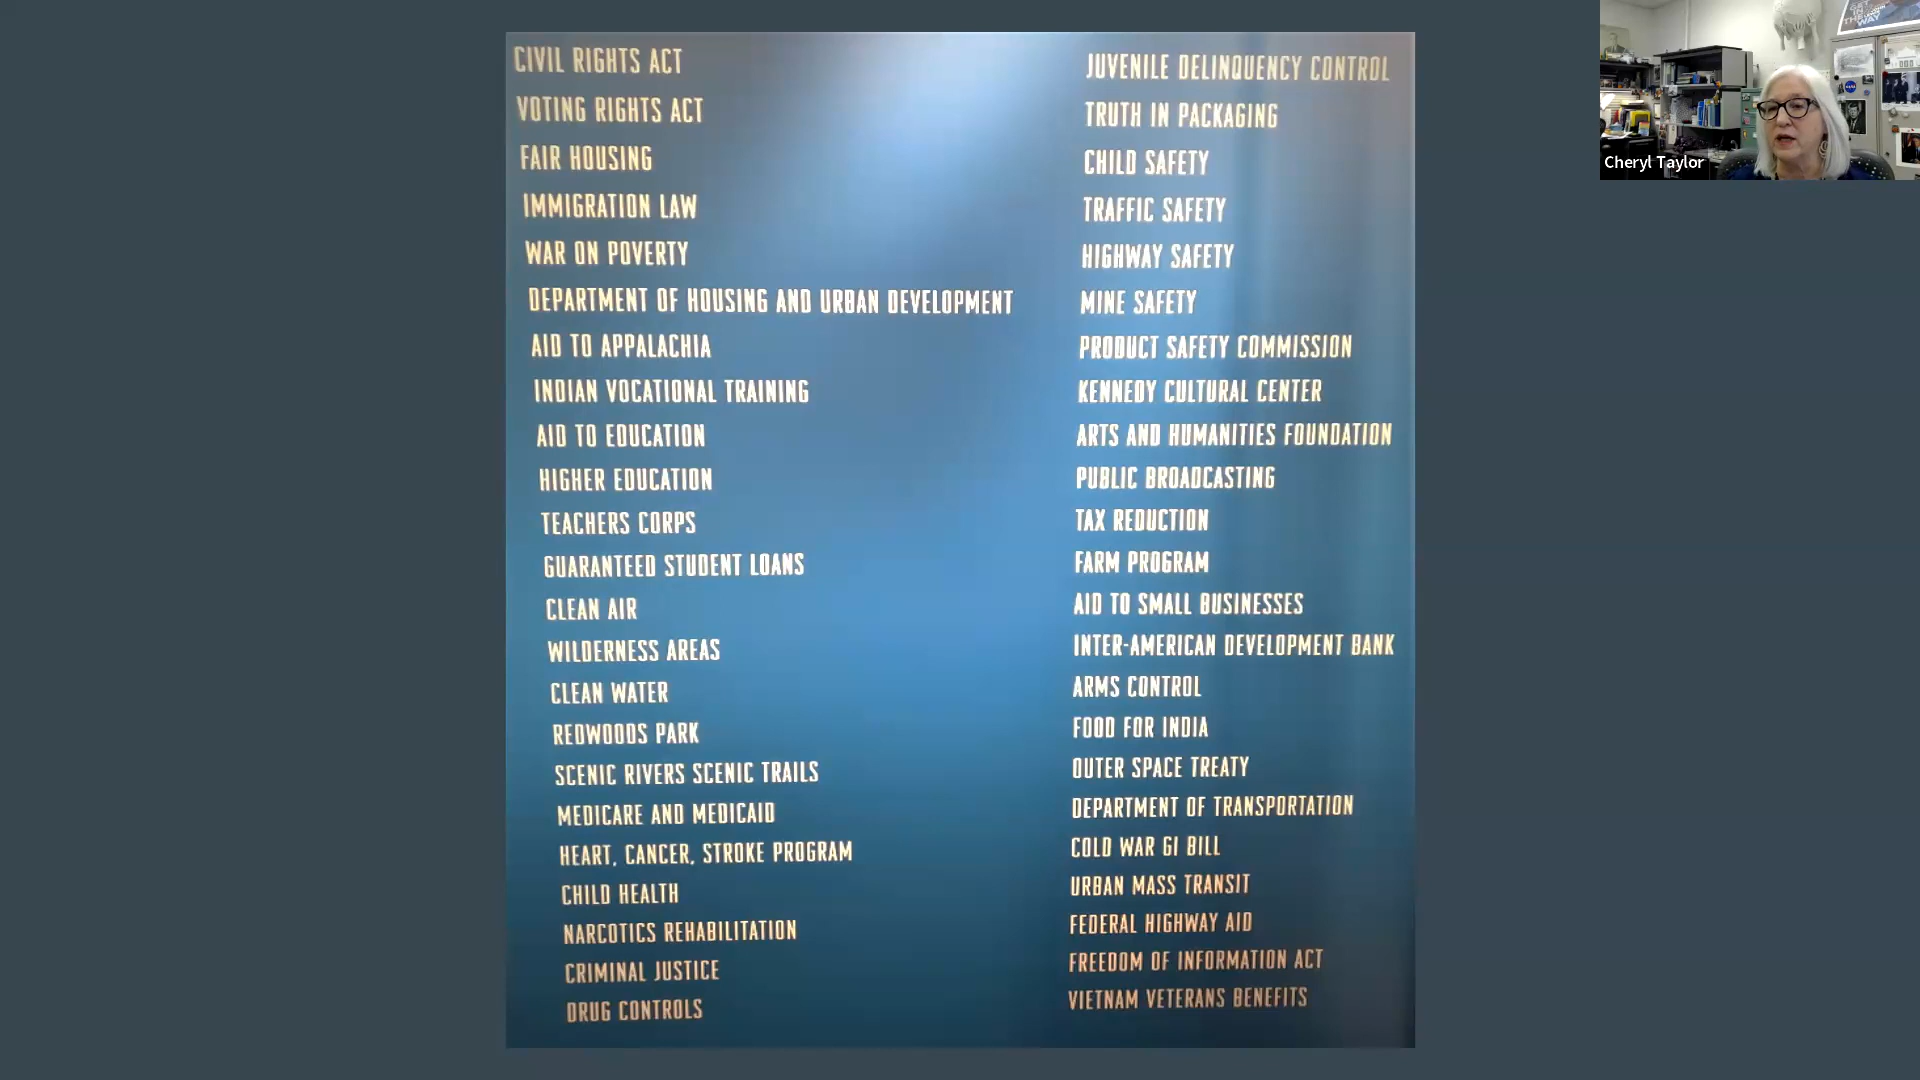 CIVIL RIGHTS ACT
VOTING RIGHTS ACT
FAIR HOUSING
IMMIGRATION LAW
WAR ON POVERTY
DEPARTMENT OF HOUSING AND URBAN DEVELOPMENT
AID TO APPALACHIA
INDIAN VOCATIONAL TRAINING
AID TO EDUCATION
HIGHER EDUCATION
TEACHERS CORPS
GUARANTEED STUDENT LOANS
CLEAN AIR
WILDERNESS AREAS
CLEAN WATER
REDWOODS PARK
SCENIC RIVERS SCENIC TRAILS
MEDICARE AND MEDICAID
HEART, CANCER, STROKE PROGRAM
CHILD HEALTH
NARCOTICS REHABILITATION
CRIMINAL JUSTICE
DRUG CONTROLS
JUVENILE DELINQUENCY CONTROL
TRUTH IN PACKAGING
CHILD SAFETY
TRAFFIC SAFETY
HIGHWAY SAFETY
MINE SAFETY
PRODUCT SAFETY COMMISSION
KENNEDY CULTURAL CENTER
ARTS AND HUMANITIES FOUNDATION
PUBLIC BROADCASTING
TAX REDUCTION
FARM PROGRAM
AID TO SMALL BUSINESSES
INTER-AMERICAN DEVELOPMENT BANK
ARMS CONTROL
FOOD FOR INDIA
OUTER SPACE TREATY
DEPARTMENT OF TRANSPORTATION
COLD WAR GI BILL
URBAN MASS TRANSIT
FEDERAL HIGHWAY AID
FREEDOM OF INFORMATION ACT
VIETNAM VETERANS BENEFITS
Cheryl Taylor